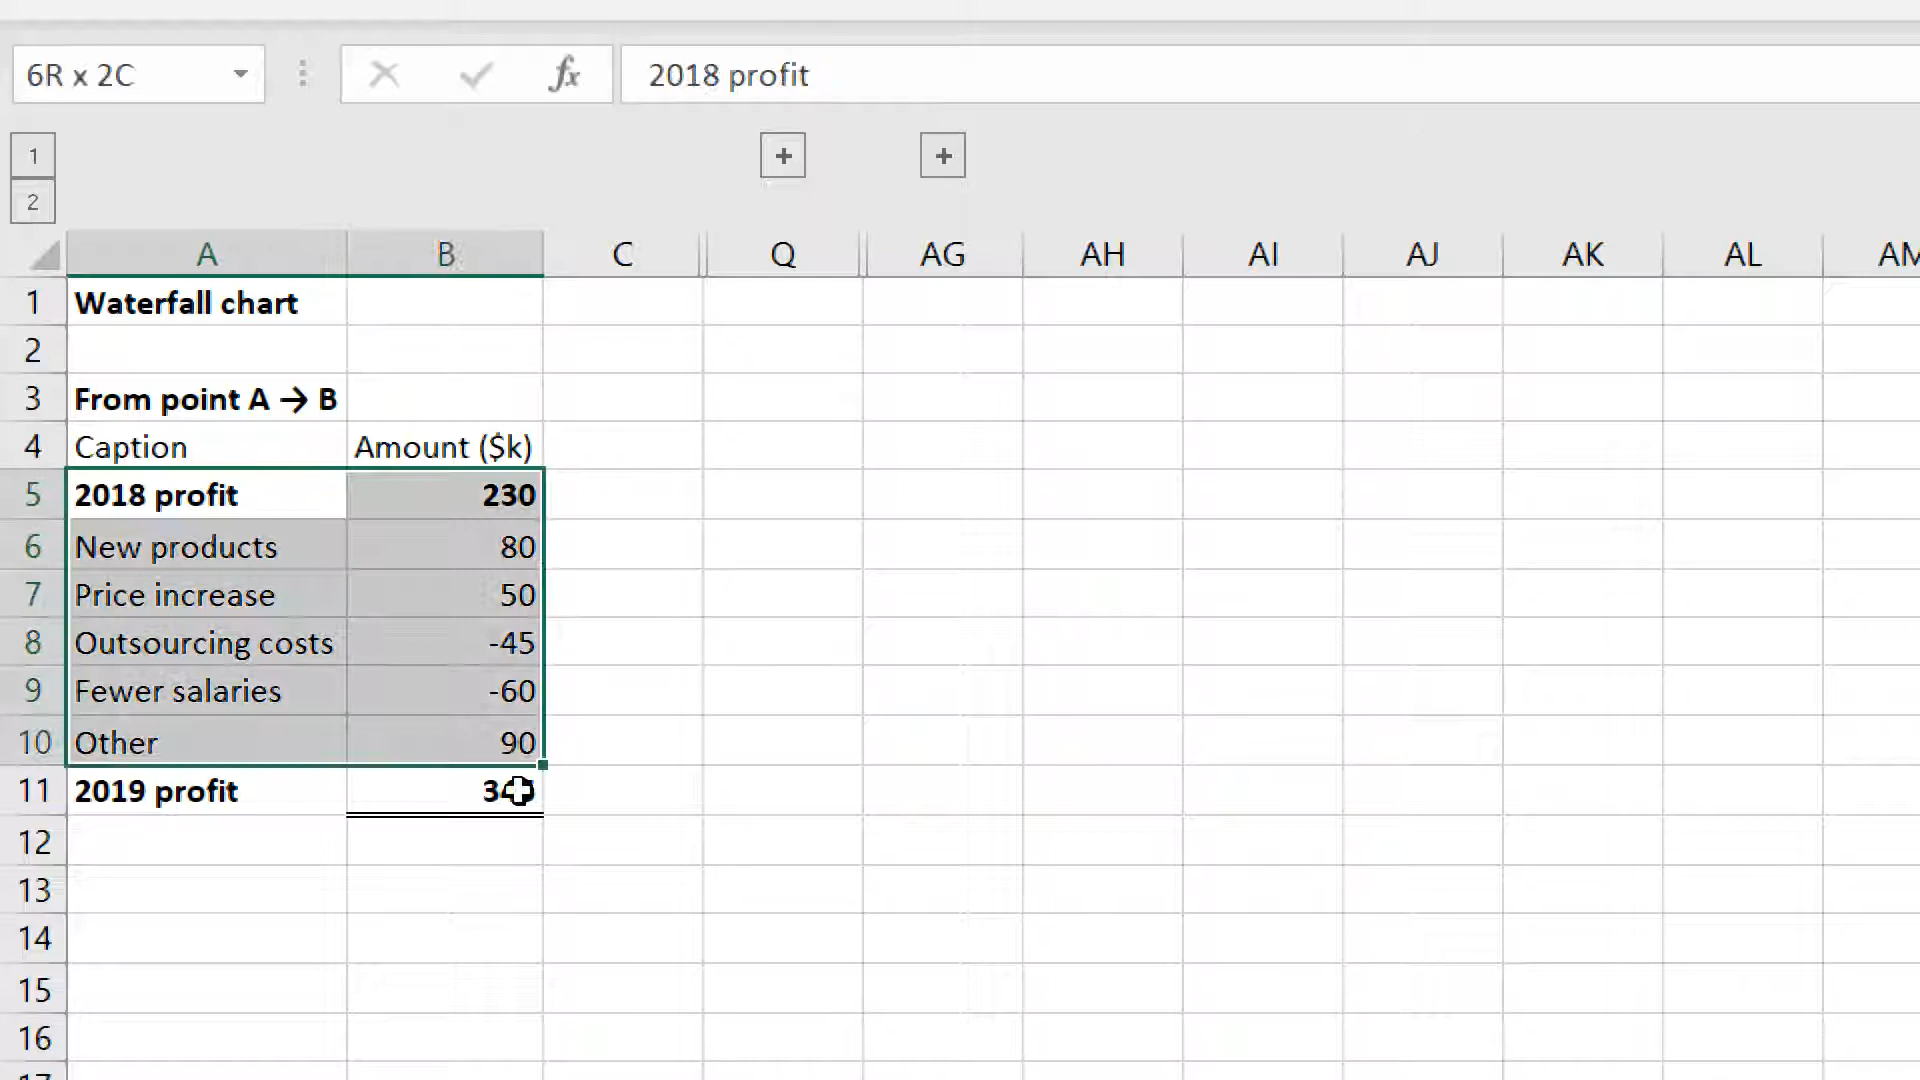 6R x 2C fx 2018 profit
1 + +
2
A B C Q AG AH AI AJ AK AL AM
1 Waterfall chart
2
3 From point A → B
4 Caption Amount ($k)
5 2018 profit 230
6 New products 80
7 Price increase 50
8 Outsourcing costs -45
9 Fewer salaries -60
10 Other 90
11 2019 profit
12
13
14
15
16